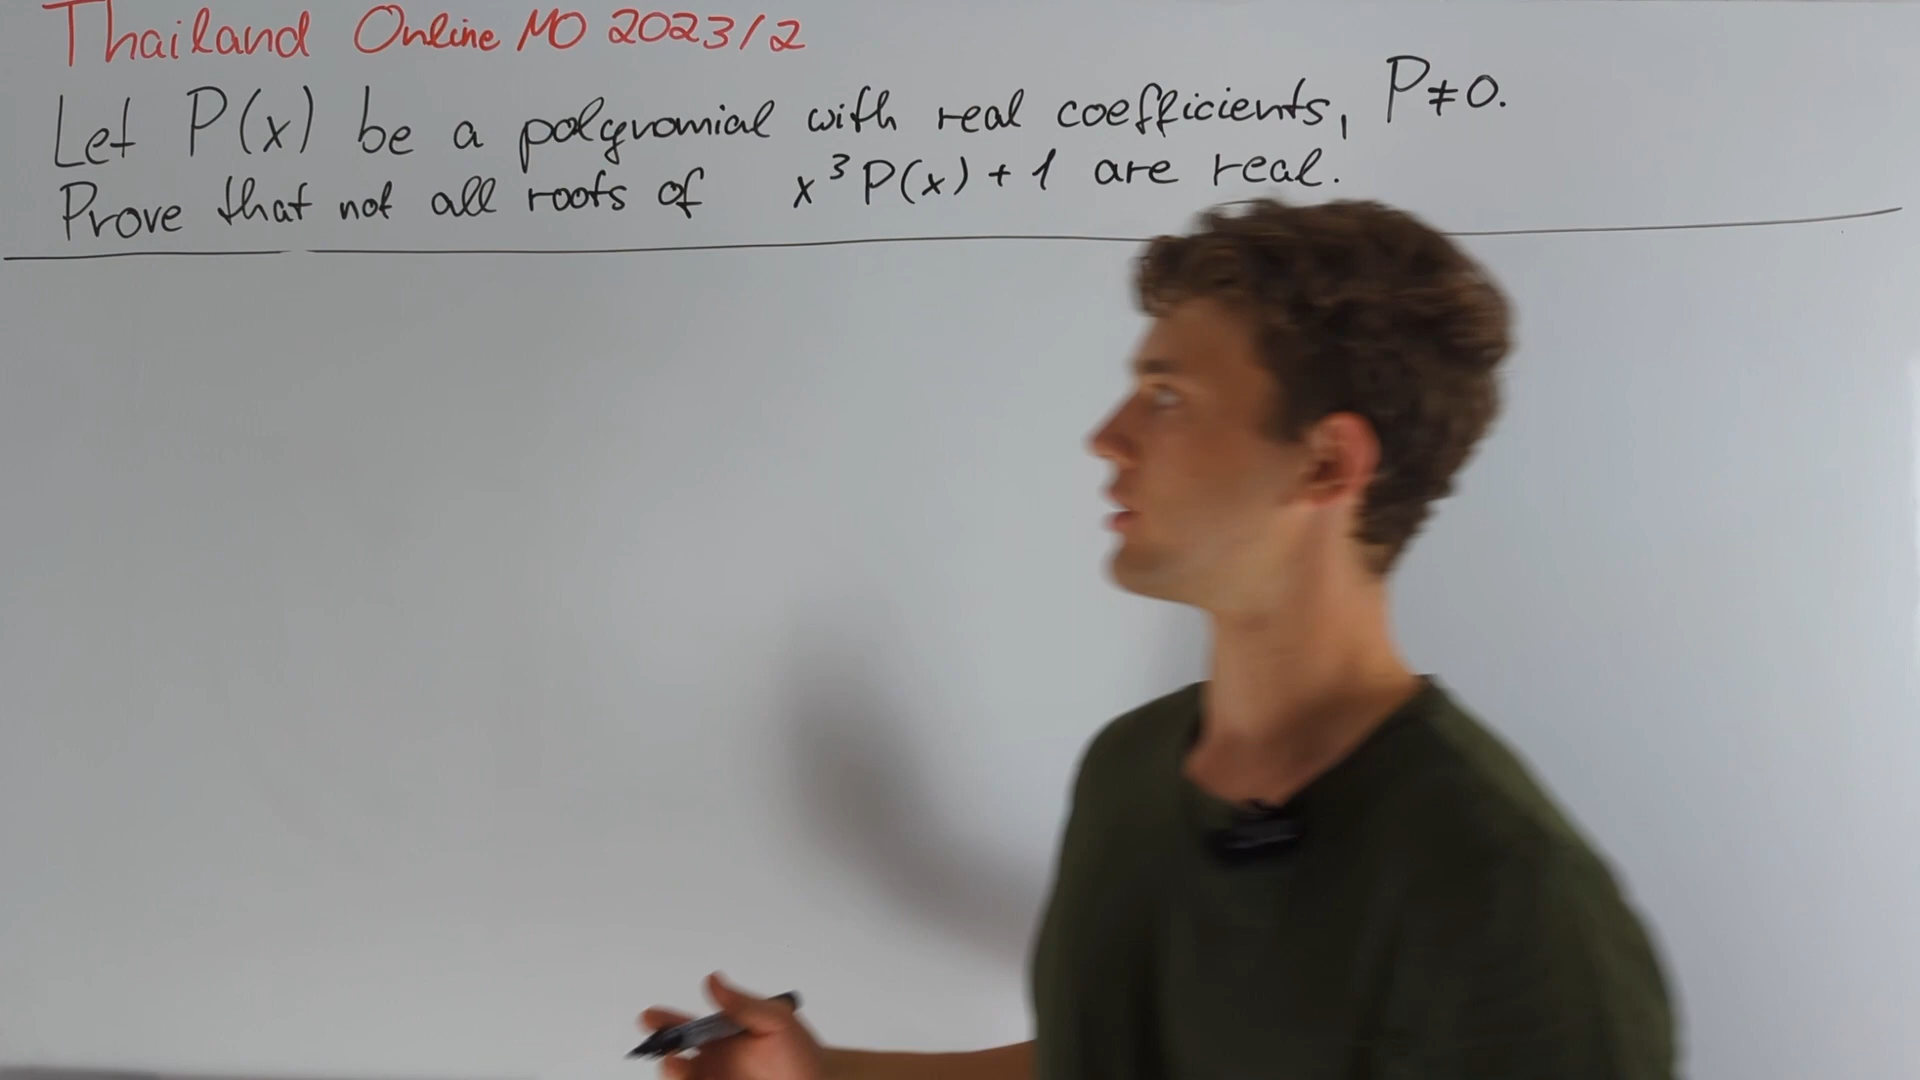 Thailand Online MO 2023/2
Let P(x) be a polynomial with real coefficients, P≠0.
Prove that not all roots of x³P(x)+1 are real.